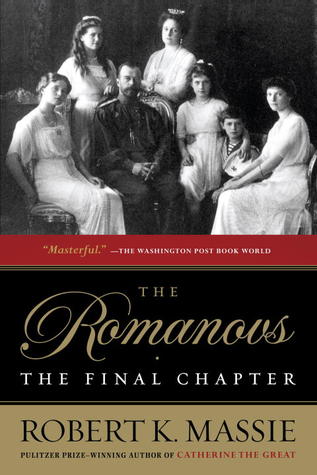 "Masterful." —THE WASHINGTON POST BOOK WORLD
THE
Romanovs
THE FINAL CHAPTER
ROBERT K. MASSIE
PULITZER PRIZE–WINNING AUTHOR OF CATHERINE THE GREAT